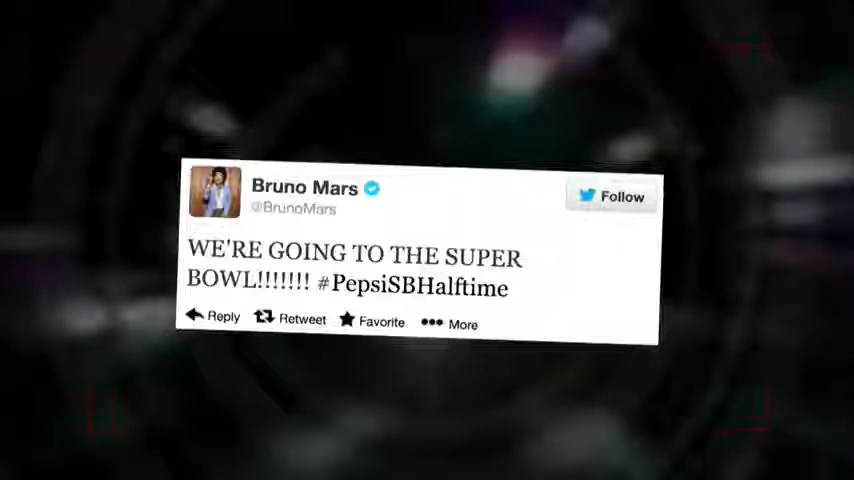 Bruno Mars
@BrunoMars
Follow
WE'RE GOING TO THE SUPER
BOWL!!!!!!! #PepsiSBHalftime
Reply Retweet Favorite More